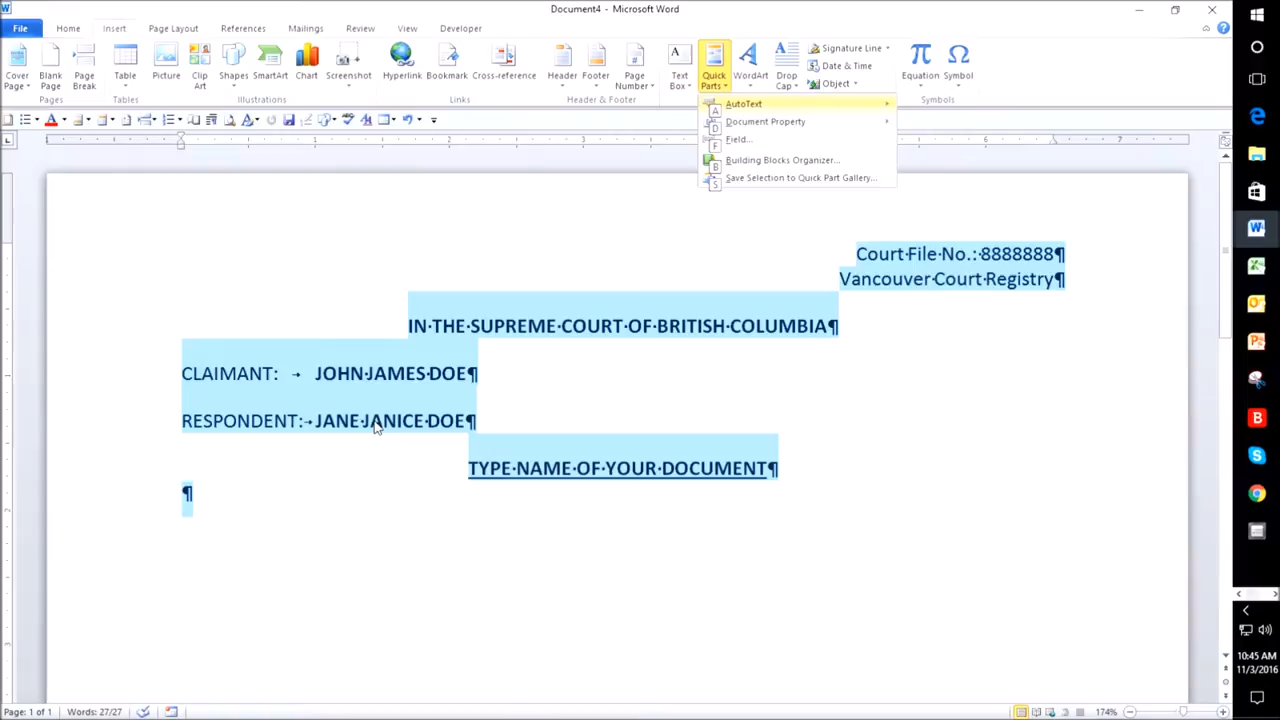 Document4 - Microsoft Word
File Home Insert Page Layout References Mailings Review View Developer
Cover Page Blank Page Page Break Table Picture Clip Art Shapes SmartArt Chart Screenshot Hyperlink Bookmark Cross-reference Header Footer Page Number Text Box Quick Parts WordArt Drop Cap Signature Line Date & Time Object Equation Symbol
Pages Tables Illustrations Links Header & Footer Symbols
AutoText
A
Document Property
D
Field...
F
Building Blocks Organizer...
B
Save Selection to Quick Part Gallery...
S
1 2 6 7
Court·File·No.:·8888888¶
Vancouver·Court·Registry¶
IN·THE·SUPREME·COURT·OF·BRITISH·COLUMBIA¶
CLAIMANT: → JOHN·JAMES·DOE¶
RESPONDENT:→JANE·JANICE·DOE¶
TYPE·NAME·OF·YOUR·DOCUMENT¶
¶
10:45 AM
11/3/2016
Page: 1 of 1 Words: 27/27 174%